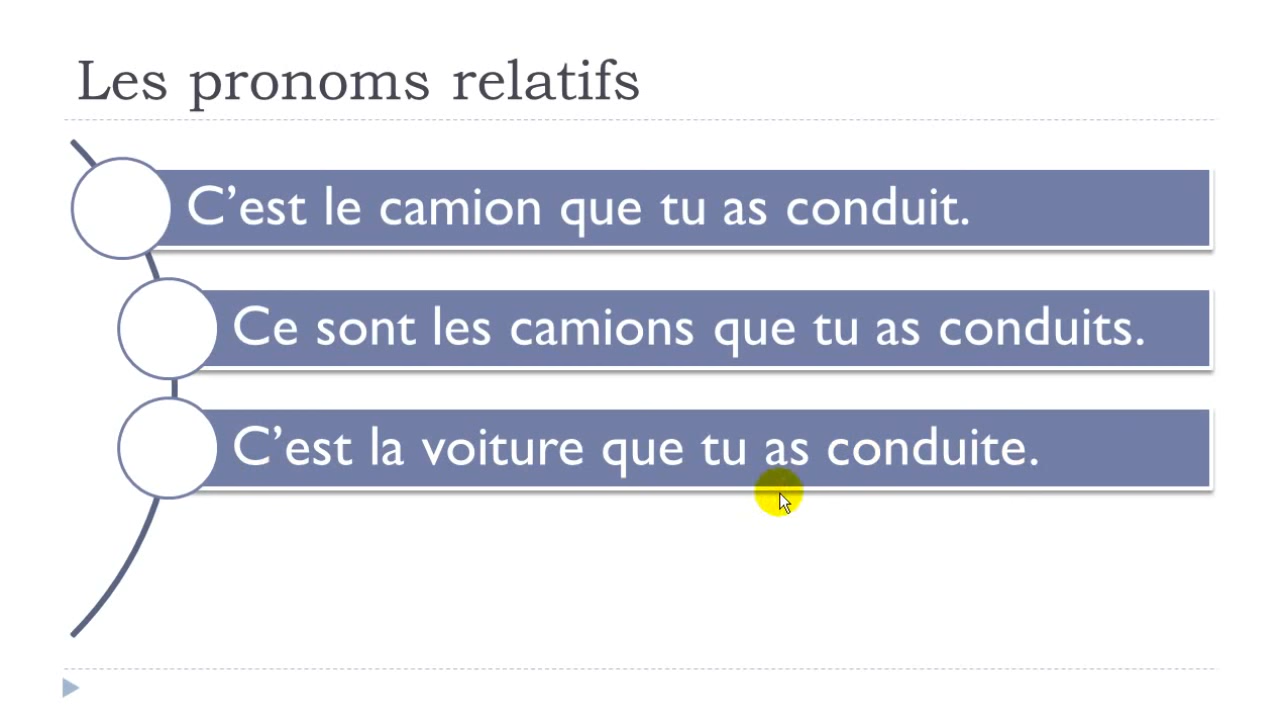 Les pronoms relatifs
C’est le camion que tu as conduit.
Ce sont les camions que tu as conduits.
C’est la voiture que tu as conduite.